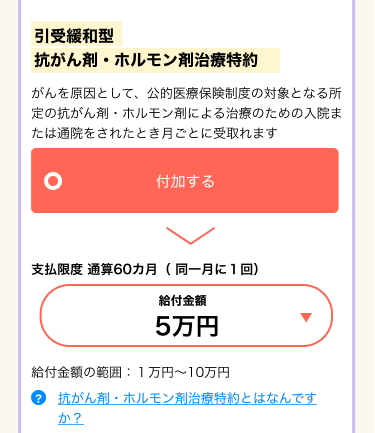 引受緩和型
抗がん剤・ホルモン剤治療特約
がんを原因として、公的医療保険制度の対象となる所
定の抗がん剤・ホルモン剤による治療のための入院ま
たは通院をされたとき月ごとに受取れます
付加する
支払限度 通算60カ月（ 同一月に１回）
給付金額
5万円
給付金額の範囲：１万円〜10万円
? 抗がん剤・ホルモン剤治療特約とはなんです
か？